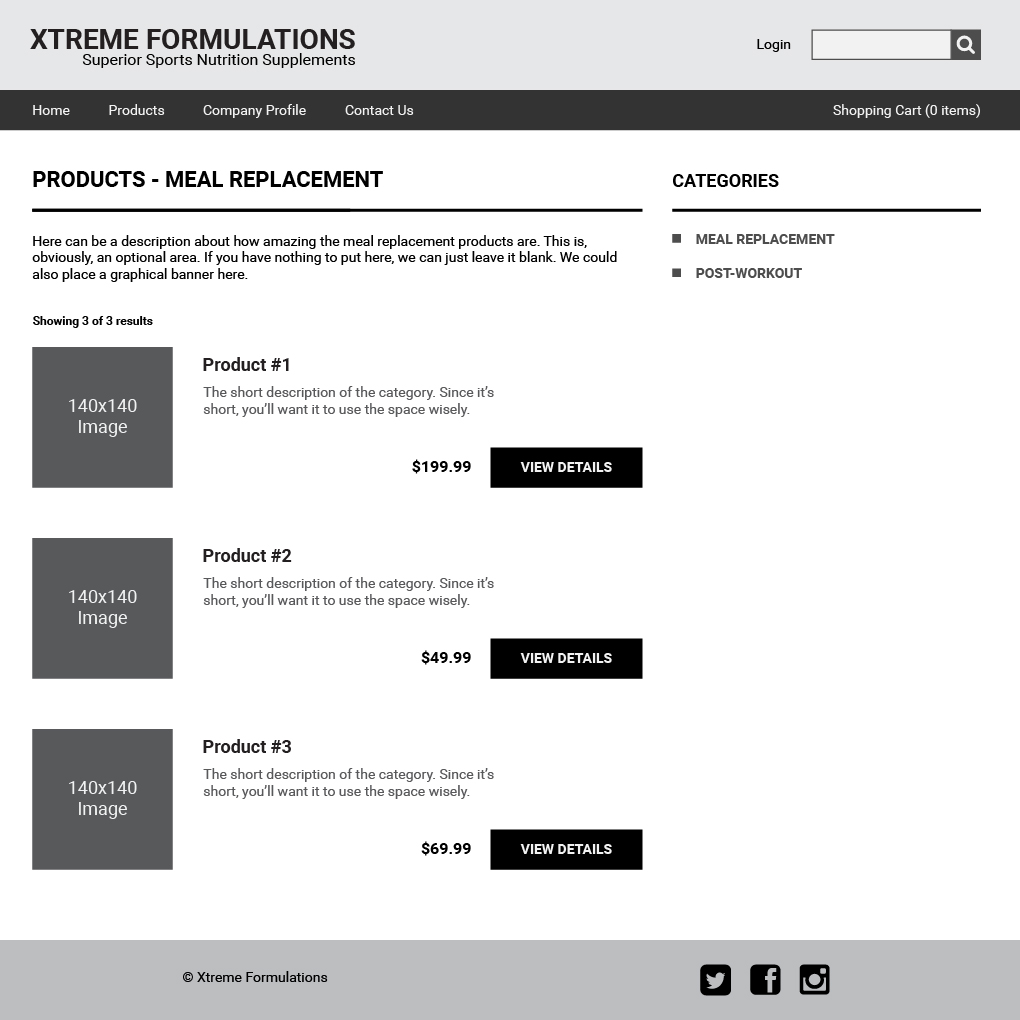 XTREME FORMULATIONS
Superior Sports Nutrition Supplements
Login
Home Products Company Profile Contact Us Shopping Cart (0 items)
PRODUCTS - MEAL REPLACEMENT
Here can be a description about how amazing the meal replacement products are. This is,
obviously, an optional area. If you have nothing to put here, we can just leave it blank. We could
also place a graphical banner here.
Showing 3 of 3 results
140x140
Image
Product #1
The short description of the category. Since it’s
short, you’ll want it to use the space wisely.
$199.99 VIEW DETAILS
140x140
Image
Product #2
The short description of the category. Since it’s
short, you’ll want it to use the space wisely.
$49.99 VIEW DETAILS
140x140
Image
Product #3
The short description of the category. Since it’s
short, you’ll want it to use the space wisely.
$69.99 VIEW DETAILS
CATEGORIES
MEAL REPLACEMENT
POST-WORKOUT
© Xtreme Formulations